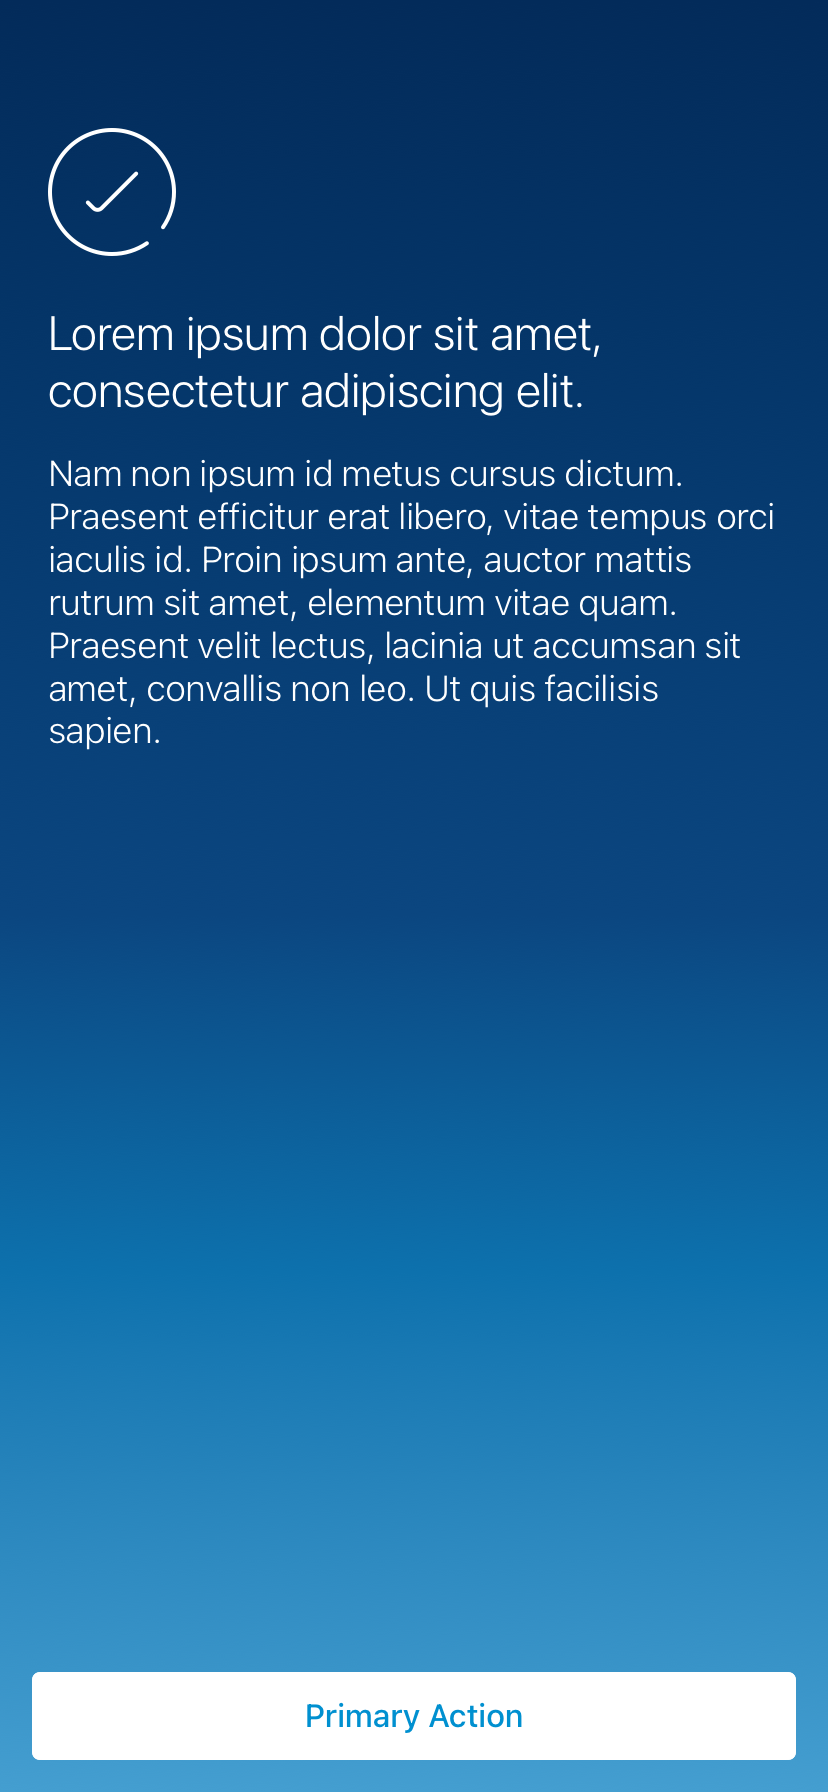 Lorem ipsum dolor sit amet,
consectetur adipiscing elit.
Nam non ipsum id metus cursus dictum.
Praesent efficitur erat libero, vitae tempus orci
iaculis id. Proin ipsum ante, auctor mattis
rutrum sit amet, elementum vitae quam.
Praesent velit lectus, lacinia ut accumsan sit
amet, convallis non leo. Ut quis facilisis
sapien.
Primary Action